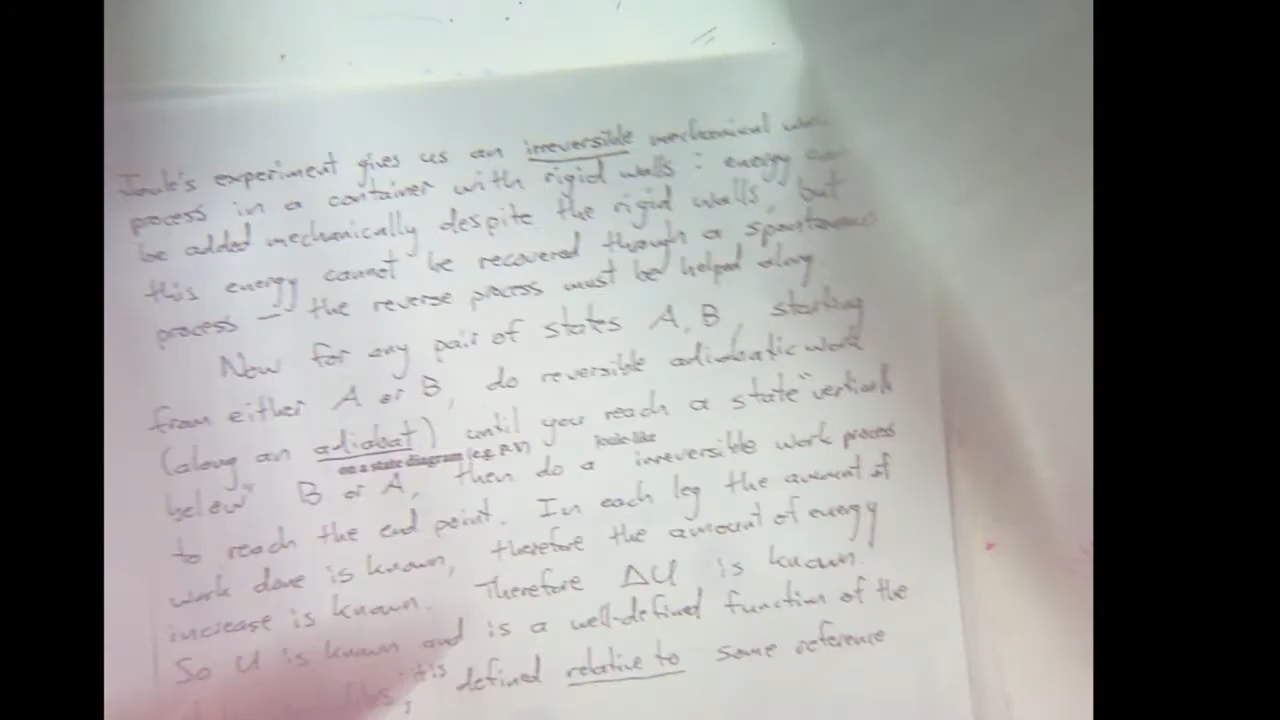 Joule's experiment gives us an irreversible mechanical
process in a container with rigid walls : energy can
be added mechanically despite the rigid walls, but
this energy cannot be recovered though a spontaneous
process — the reverse process must be helped along
Now for any pair of states A, B, starting
from either A or B, do reversible adiabatic work
(along an adiabat) until you reach a state "vertically
on a state diagram (e.g. P,V)
joule-like
below" B or A, then do a irreversible work process
to reach the end point. In each leg the amount of
work done is known, therefore the amount of energy
increase is known. Therefore ΔU is known.
So U is known and is a well-defined function of the
it is defined relative to some reference